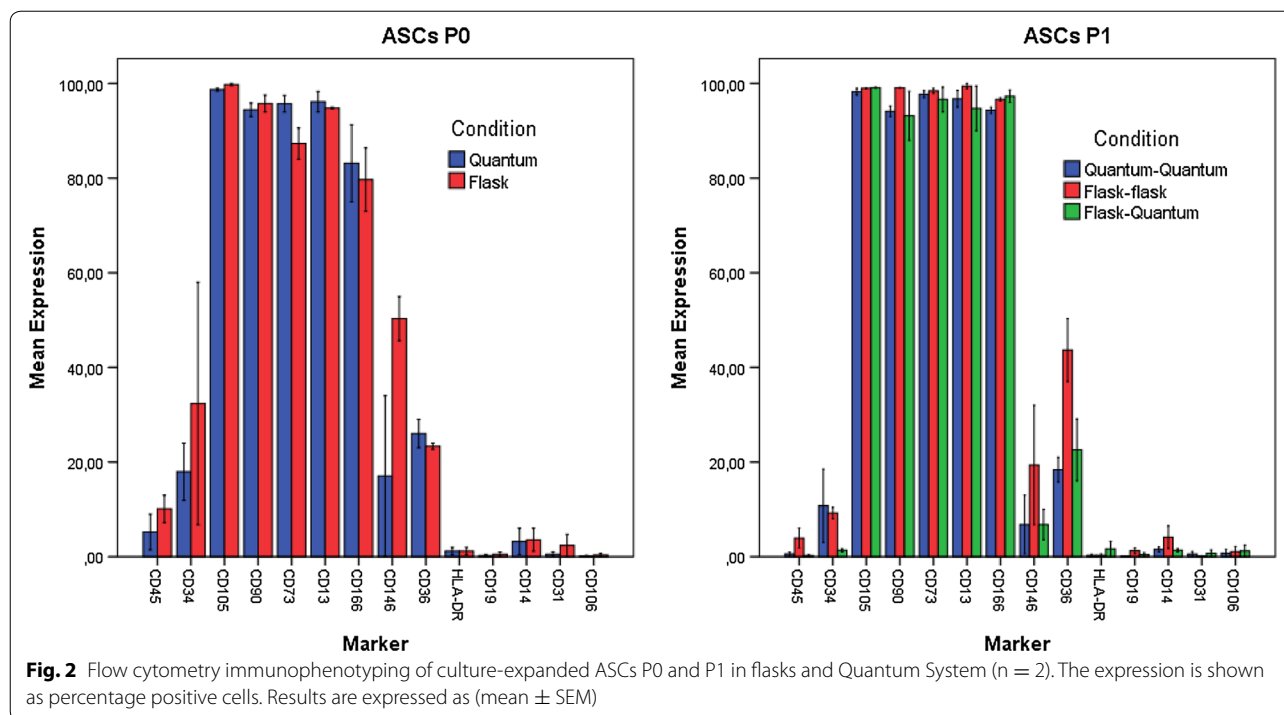 ASCs P0
Mean Expression
100,00
80,00
60,00
40,00
20,00
,00
Condition
Quantum
Flask
CD45
CD34
CD105
CD90
CD73
CD13
CD166
CD146
CD36
HLA-DR
CD19
CD14
CD31
CD106
Marker
ASCs P1
Mean Expression
100,00
80,00
60,00
40,00
20,00
,00
Condition
Quantum-Quantum
Flask-flask
Flask-Quantum
CD45
CD34
CD105
CD90
CD73
CD13
CD166
CD146
CD36
HLA-DR
CD19
CD14
CD31
CD106
Marker
Fig. 2 Flow cytometry immunophenotyping of culture-expanded ASCs P0 and P1 in flasks and Quantum System (n = 2). The expression is shown
as percentage positive cells. Results are expressed as (mean ± SEM)